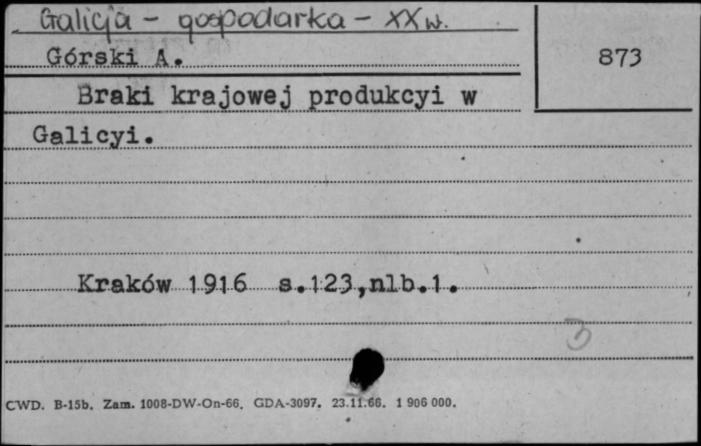 Galicja - gospodarka - XX w.
Górski A.
873
Braki krajowej produkcyi w
Galicyi.
Kraków 1916 s.123,nlb.1.
3
CWD. B-15b. Zam. 1008-DW-On-66. GDA-3097. 23.11.66. 1 906 000.